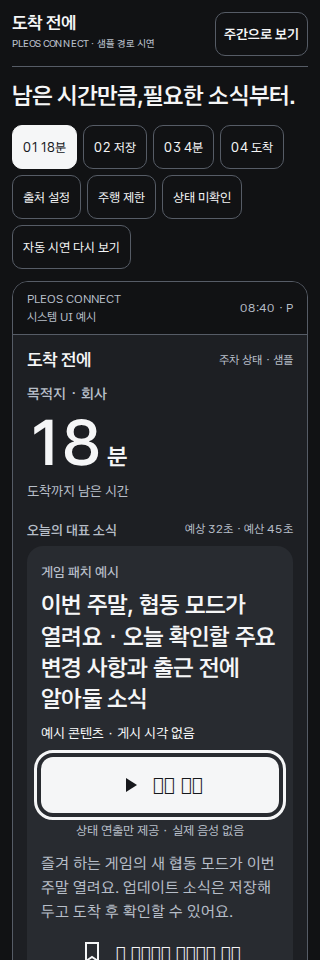 도착 전에
PLEOS CONNECT · 샘플 경로 시연
주간으로 보기
남은 시간만큼,필요한 소식부터.
01 18분
02 저장
03 4분
04 도착
출처 설정
주행 제한
상태 미확인
자동 시연 다시 보기
PLEOS CONNECT
시스템 UI 예시
08:40 · P
도착 전에
주차 상태 · 샘플
목적지 · 회사
18 분
도착까지 남은 시간
오늘의 대표 소식
예상 32초 · 예산 45초
게임 패치 예시
이번 주말, 협동 모드가
열려요 · 오늘 확인할 주요
변경 사항과 출근 전에
알아둘 소식
예시 콘텐츠 · 게시 시각 없음
상태 연출만 제공 · 실제 음성 없음
즐겨 하는 게임의 새 협동 모드가 이번
주말 열려요. 업데이트 소식은 저장해
두고 도착 후 확인할 수 있어요.